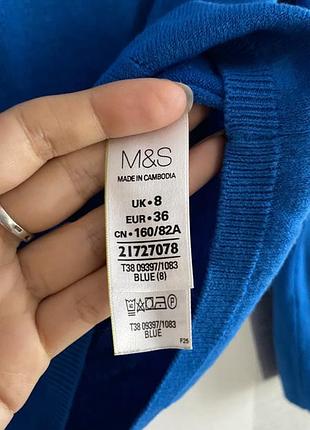 M&S
MADE IN CAMBODIA
UK • 8
EUR • 36
CN • 160/82A
21727078
T38 09397/1083
BLUE (8)
T38 09397/1083
BLUE
F25